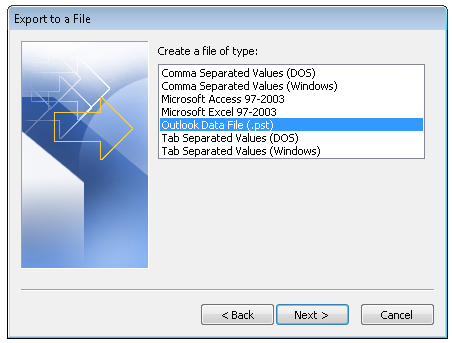 Export to a File
Create a file of type:
Comma Separated Values (DOS)
Comma Separated Values (Windows)
Microsoft Access 97-2003
Microsoft Excel 97-2003
Outlook Data File (.pst)
Tab Separated Values (DOS)
Tab Separated Values (Windows)
< Back Next > Cancel